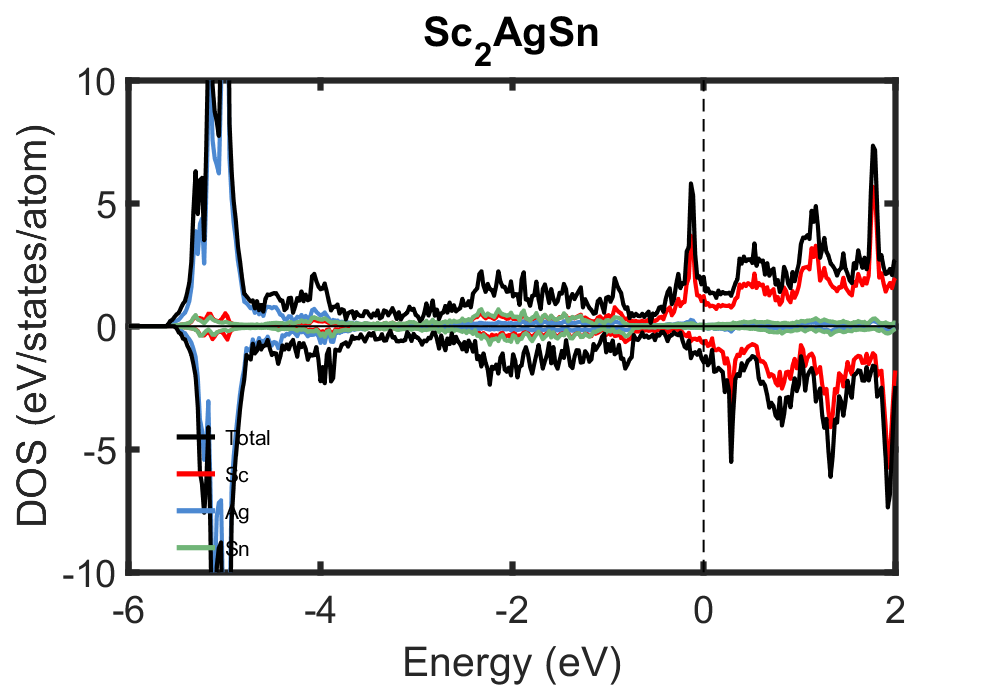 Sc2AgSn
10
5
0
-5
-10
DOS (eV/states/atom)
Total
Sc
Ag
Sn
-6 -4 -2 0 2
Energy (eV)